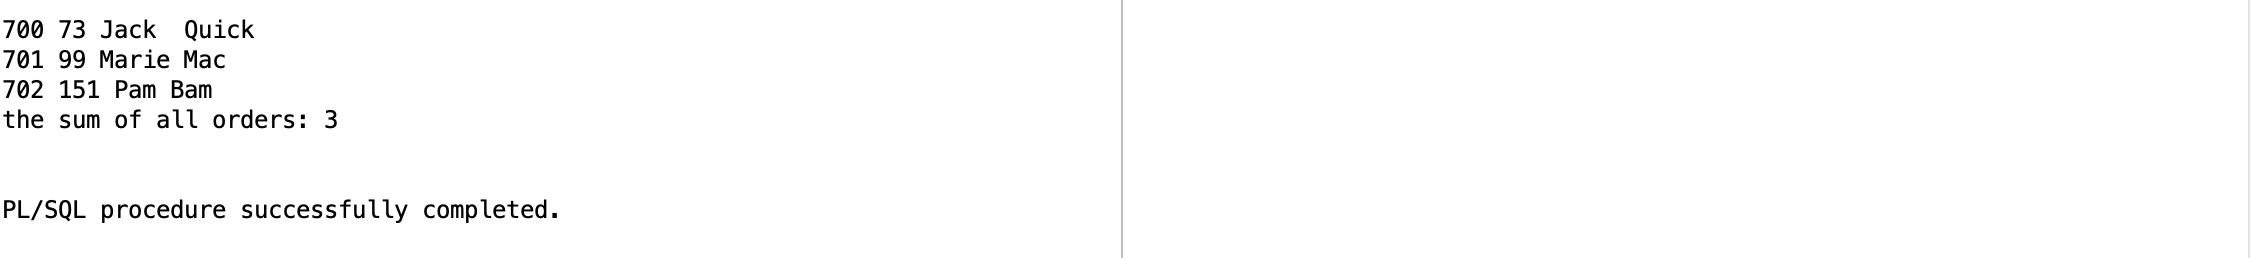 700 73 Jack  Quick
701 99 Marie Mac
702 151 Pam Bam
the sum of all orders: 3
PL/SQL procedure successfully completed.